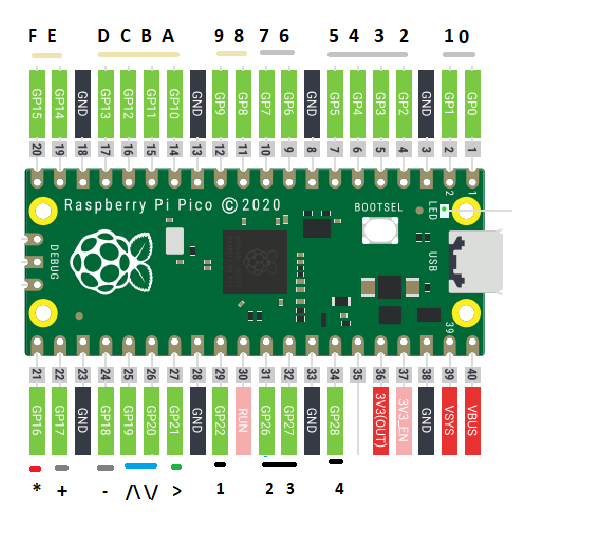 F E D C B A 9 8 7 6 5 4 3 2 1 0
GP15 GP14 GND GP13 GP12 GP11 GP10 GND GP9 GP8 GP7 GP6 GND GP5 GP4 GP3 GP2 GND GP1 GP0
20 19 18 17 16 15 14 13 12 11 10 9 8 7 6 5 4 3 2 1
2 1
Raspberry Pi Pico ©2020 BOOTSEL LED
DEBUG USB
39
21 22 23 24 25 26 27 28 29 30 31 32 33 34 35 36 37 38 39 40
GP16 GP17 GND GP18 GP19 GP20 GP21 GND GP22 RUN GP26 GP27 GND GP28 3V3(OUT) 3V3_EN GND VSYS VBUS
* + - /\ \/ > 1 2 3 4